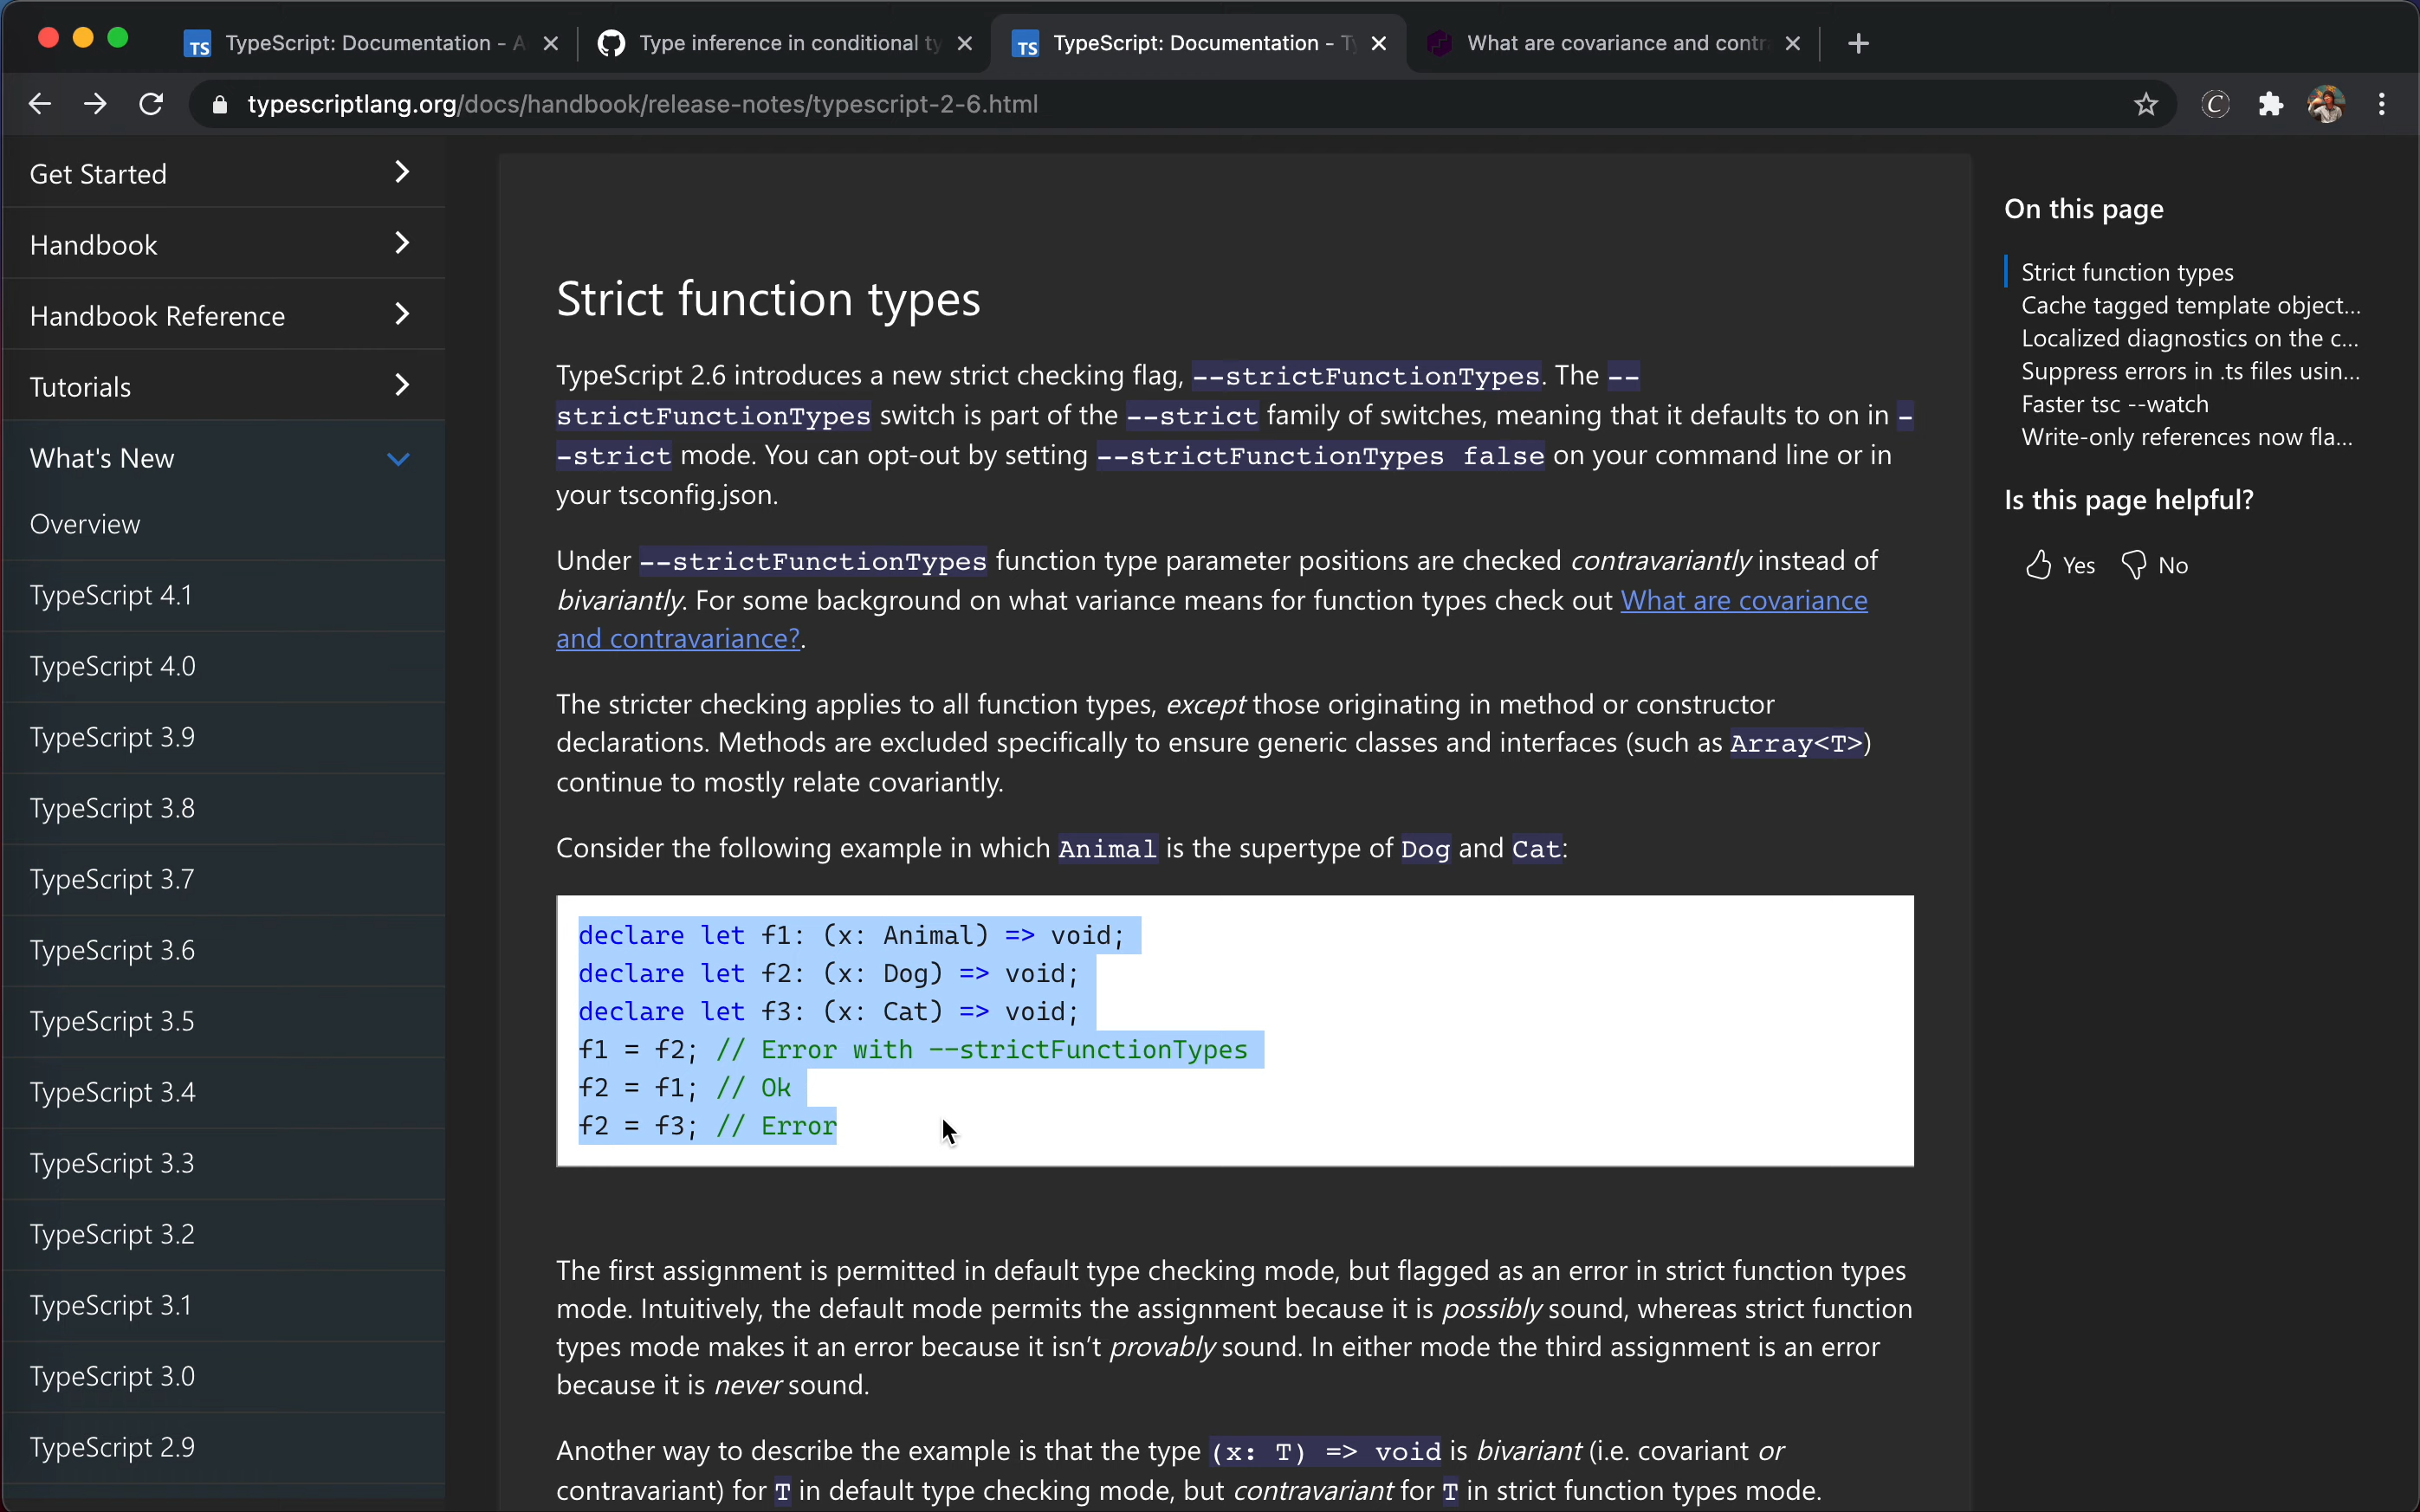 TypeScript: Documentation - A
Type inference in conditional ty
TypeScript: Documentation - Ty
What are covariance and contr
typescriptlang.org/docs/handbook/release-notes/typescript-2-6.html
Get Started
Handbook
Handbook Reference
Tutorials
What's New
Overview
TypeScript 4.1
TypeScript 4.0
TypeScript 3.9
TypeScript 3.8
TypeScript 3.7
TypeScript 3.6
TypeScript 3.5
TypeScript 3.4
TypeScript 3.3
TypeScript 3.2
TypeScript 3.1
TypeScript 3.0
TypeScript 2.9
Strict function types
TypeScript 2.6 introduces a new strict checking flag, --strictFunctionTypes. The --
strictFunctionTypes switch is part of the --strict family of switches, meaning that it defaults to on in -
-strict mode. You can opt-out by setting --strictFunctionTypes false on your command line or in
your tsconfig.json.
Under --strictFunctionTypes function type parameter positions are checked contravariantly instead of
bivariantly. For some background on what variance means for function types check out What are covariance
and contravariance?.
The stricter checking applies to all function types, except those originating in method or constructor
declarations. Methods are excluded specifically to ensure generic classes and interfaces (such as Array<T>)
continue to mostly relate covariantly.
Consider the following example in which Animal is the supertype of Dog and Cat:
declare let f1: (x: Animal) => void;
declare let f2: (x: Dog) => void;
declare let f3: (x: Cat) => void;
f1 = f2; // Error with --strictFunctionTypes
f2 = f1; // Ok
f2 = f3; // Error
The first assignment is permitted in default type checking mode, but flagged as an error in strict function types
mode. Intuitively, the default mode permits the assignment because it is possibly sound, whereas strict function
types mode makes it an error because it isn't provably sound. In either mode the third assignment is an error
because it is never sound.
Another way to describe the example is that the type (x: T) => void is bivariant (i.e. covariant or
contravariant) for T in default type checking mode, but contravariant for T in strict function types mode.
On this page
Strict function types
Cache tagged template object...
Localized diagnostics on the c...
Suppress errors in .ts files usin...
Faster tsc --watch
Write-only references now fla...
Is this page helpful?
Yes No